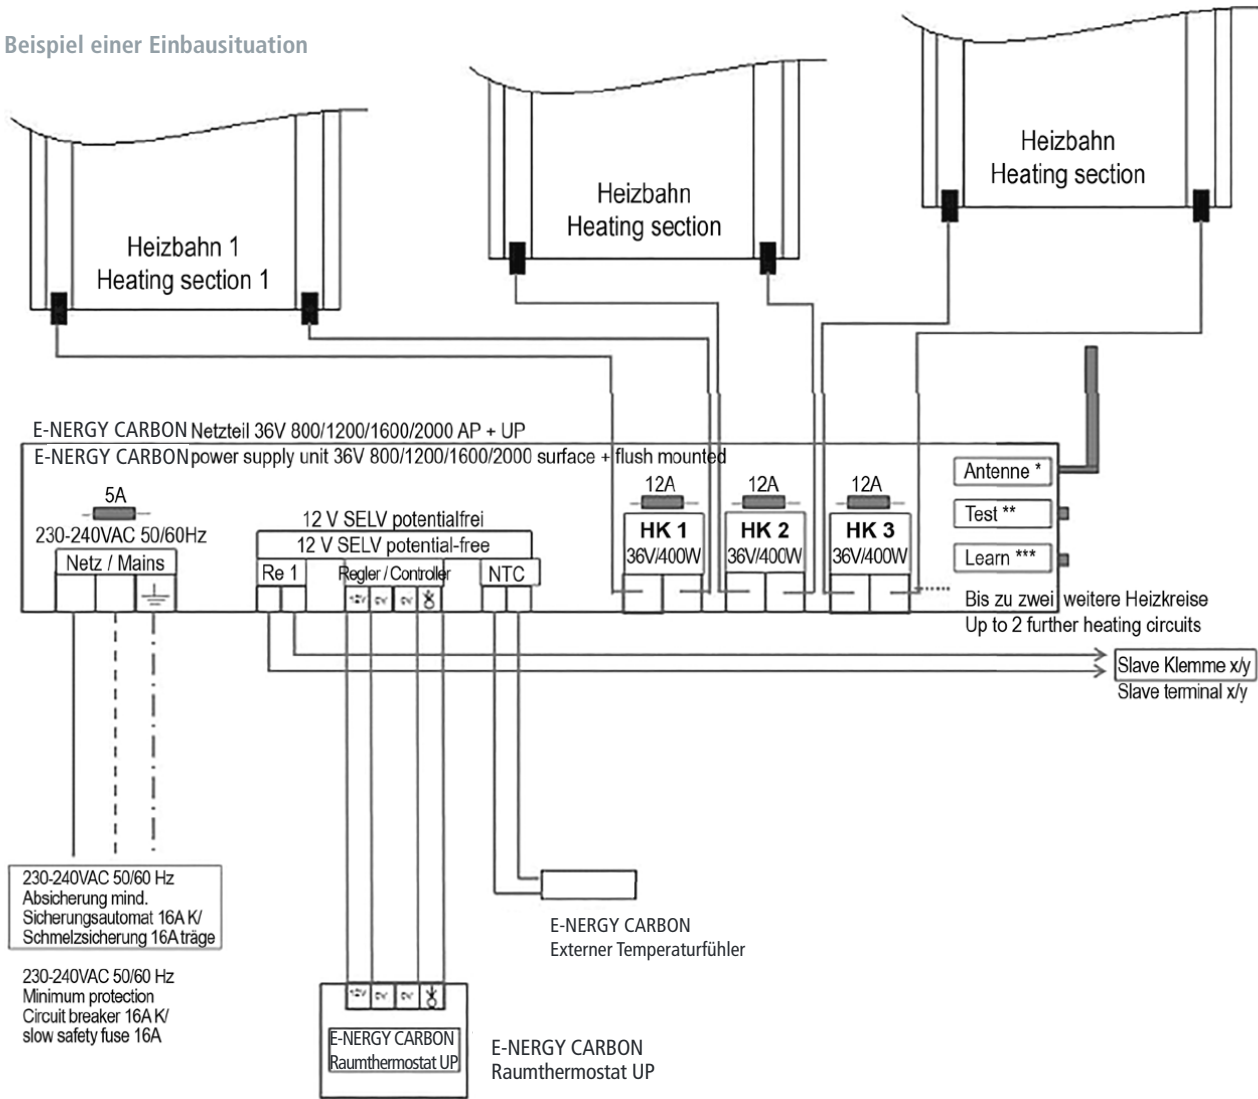 Beispiel einer Einbausituation
Heizbahn
Heating section
Heizbahn
Heating section
Heizbahn 1
Heating section 1
E-NERGY CARBON Netzteil 36V 800/1200/1600/2000 AP + UP
E-NERGY CARBON power supply unit 36V 800/1200/1600/2000 surface + flush mounted
5A
230-240VAC 50/60Hz
Netz / Mains
12 V SELV potentialfrei
12 V SELV potential-free
Re 1
Regler / Controller
NTC
12V 0V 0V
12A
HK 1
36V/400W
12A
HK 2
36V/400W
12A
HK 3
36V/400W
Antenne *
Test **
Learn ***
Bis zu zwei weitere Heizkreise
Up to 2 further heating circuits
Slave Klemme x/y
Slave terminal x/y
230-240VAC 50/60 Hz
Absicherung mind.
Sicherungsautomat 16A K/
Schmelzsicherung 16A träge
230-240VAC 50/60 Hz
Minimum protection
Circuit breaker 16A K/
slow safety fuse 16A
E-NERGY CARBON
Externer Temperaturfühler
12V 0V 0V
E-NERGY CARBON
Raumthermostat UP
E-NERGY CARBON
Raumthermostat UP